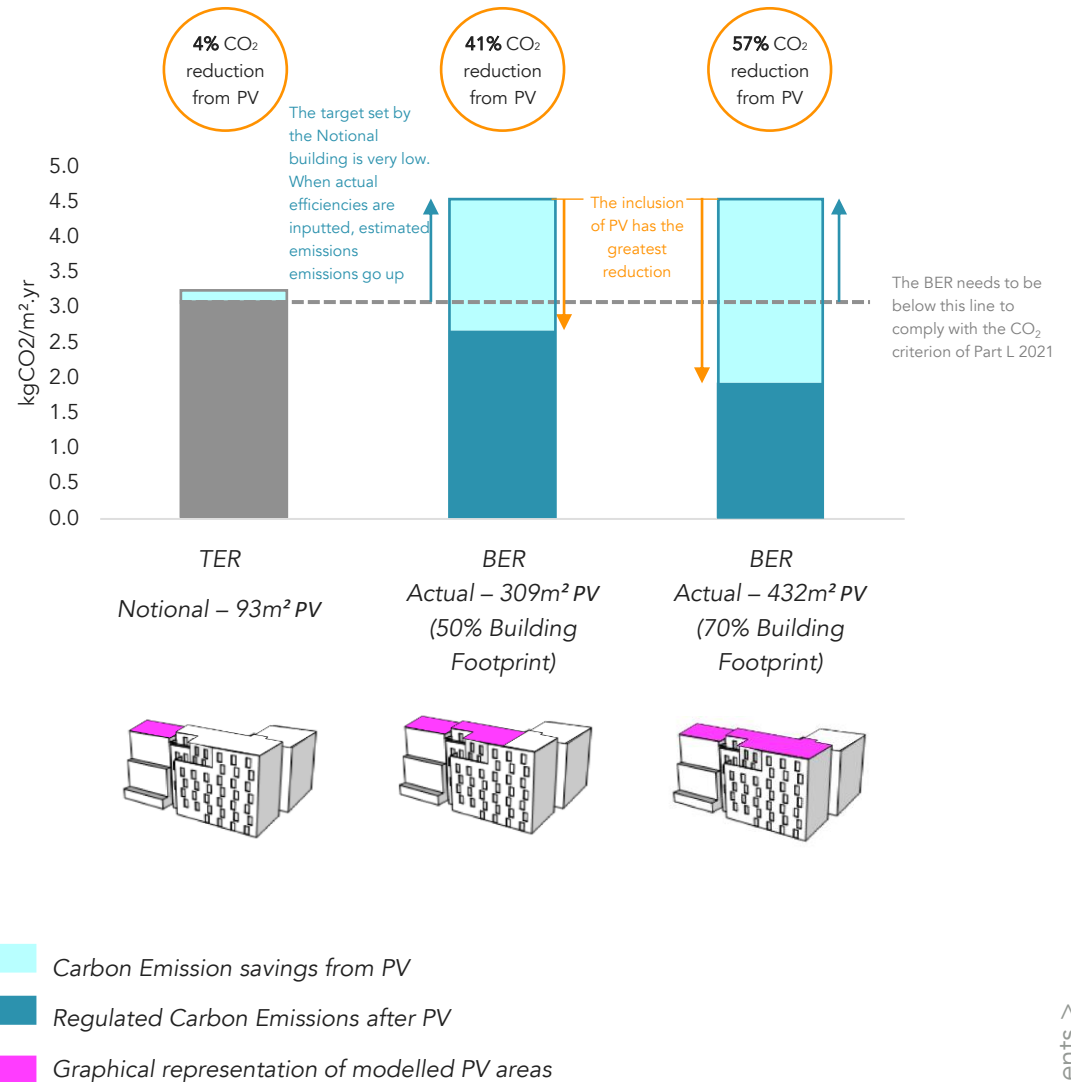 4% CO2
reduction
from PV
41% CO2
reduction
from PV
57% CO2
reduction
from PV
The target set by
the Notional
building is very low.
When actual
efficiencies are
inputted, estimated
emissions
emissions go up
The inclusion
of PV has the
greatest
reduction
The BER needs to be
below this line to
comply with the CO₂
criterion of Part L 2021
kgCO2/m².yr
5.0
4.5
4.0
3.5
3.0
2.5
2.0
1.5
1.0
0.5
0.0
TER
Notional – 93m² PV
BER
Actual – 309m² PV
(50% Building
Footprint)
BER
Actual – 432m² PV
(70% Building
Footprint)
Carbon Emission savings from PV
Regulated Carbon Emissions after PV
Graphical representation of modelled PV areas
ents >